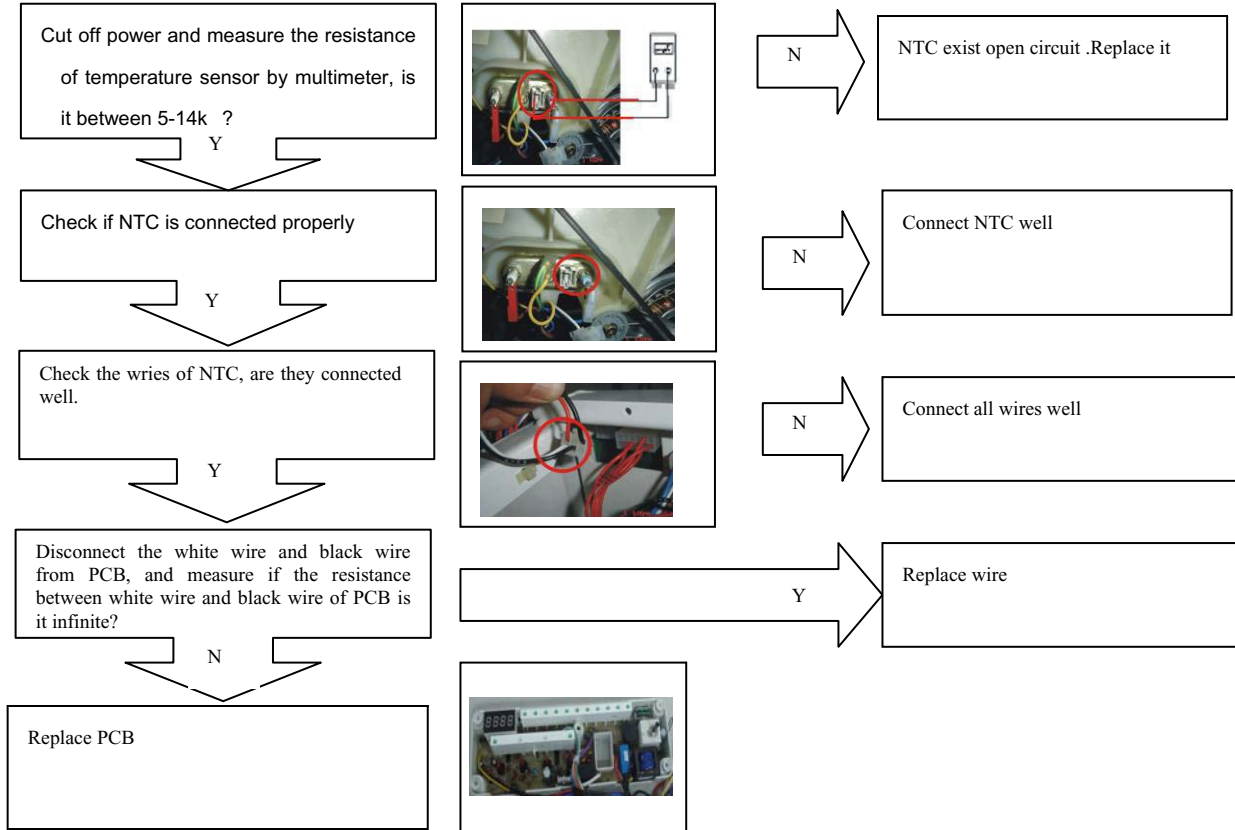 Cut off power and measure the resistance
of temperature sensor by multimeter, is
it between 5-14k ?
Y
N
NTC exist open circuit .Replace it
Check if NTC is connected properly
Y
N
Connect NTC well
Check the wries of NTC, are they connected
well.
Y
N
Connect all wires well
Disconnect the white wire and black wire
from PCB, and measure if the resistance
between white wire and black wire of PCB is
it infinite?
N
Y
Replace wire
Replace PCB